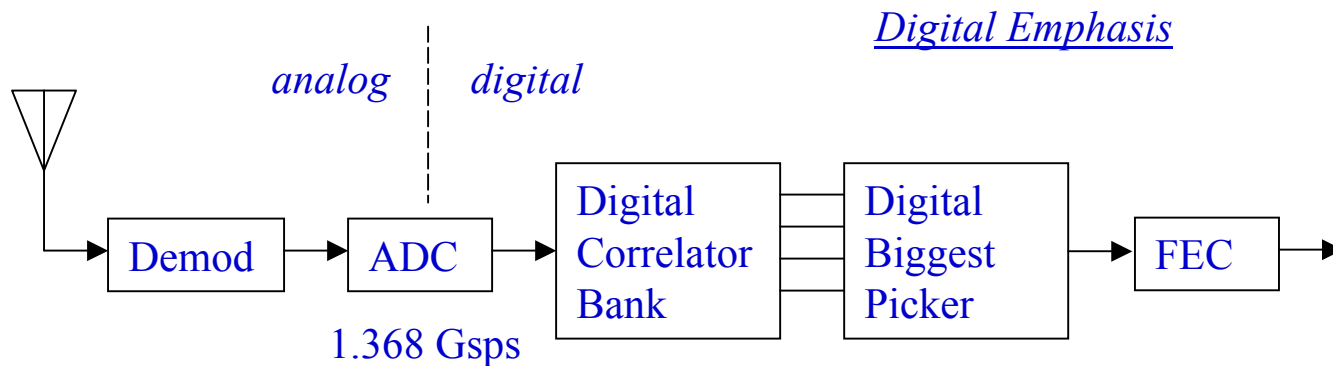 Digital Emphasis
analog
digital
Demod
ADC
Digital
Correlator
Bank
Digital
Biggest
Picker
FEC
1.368 Gsps